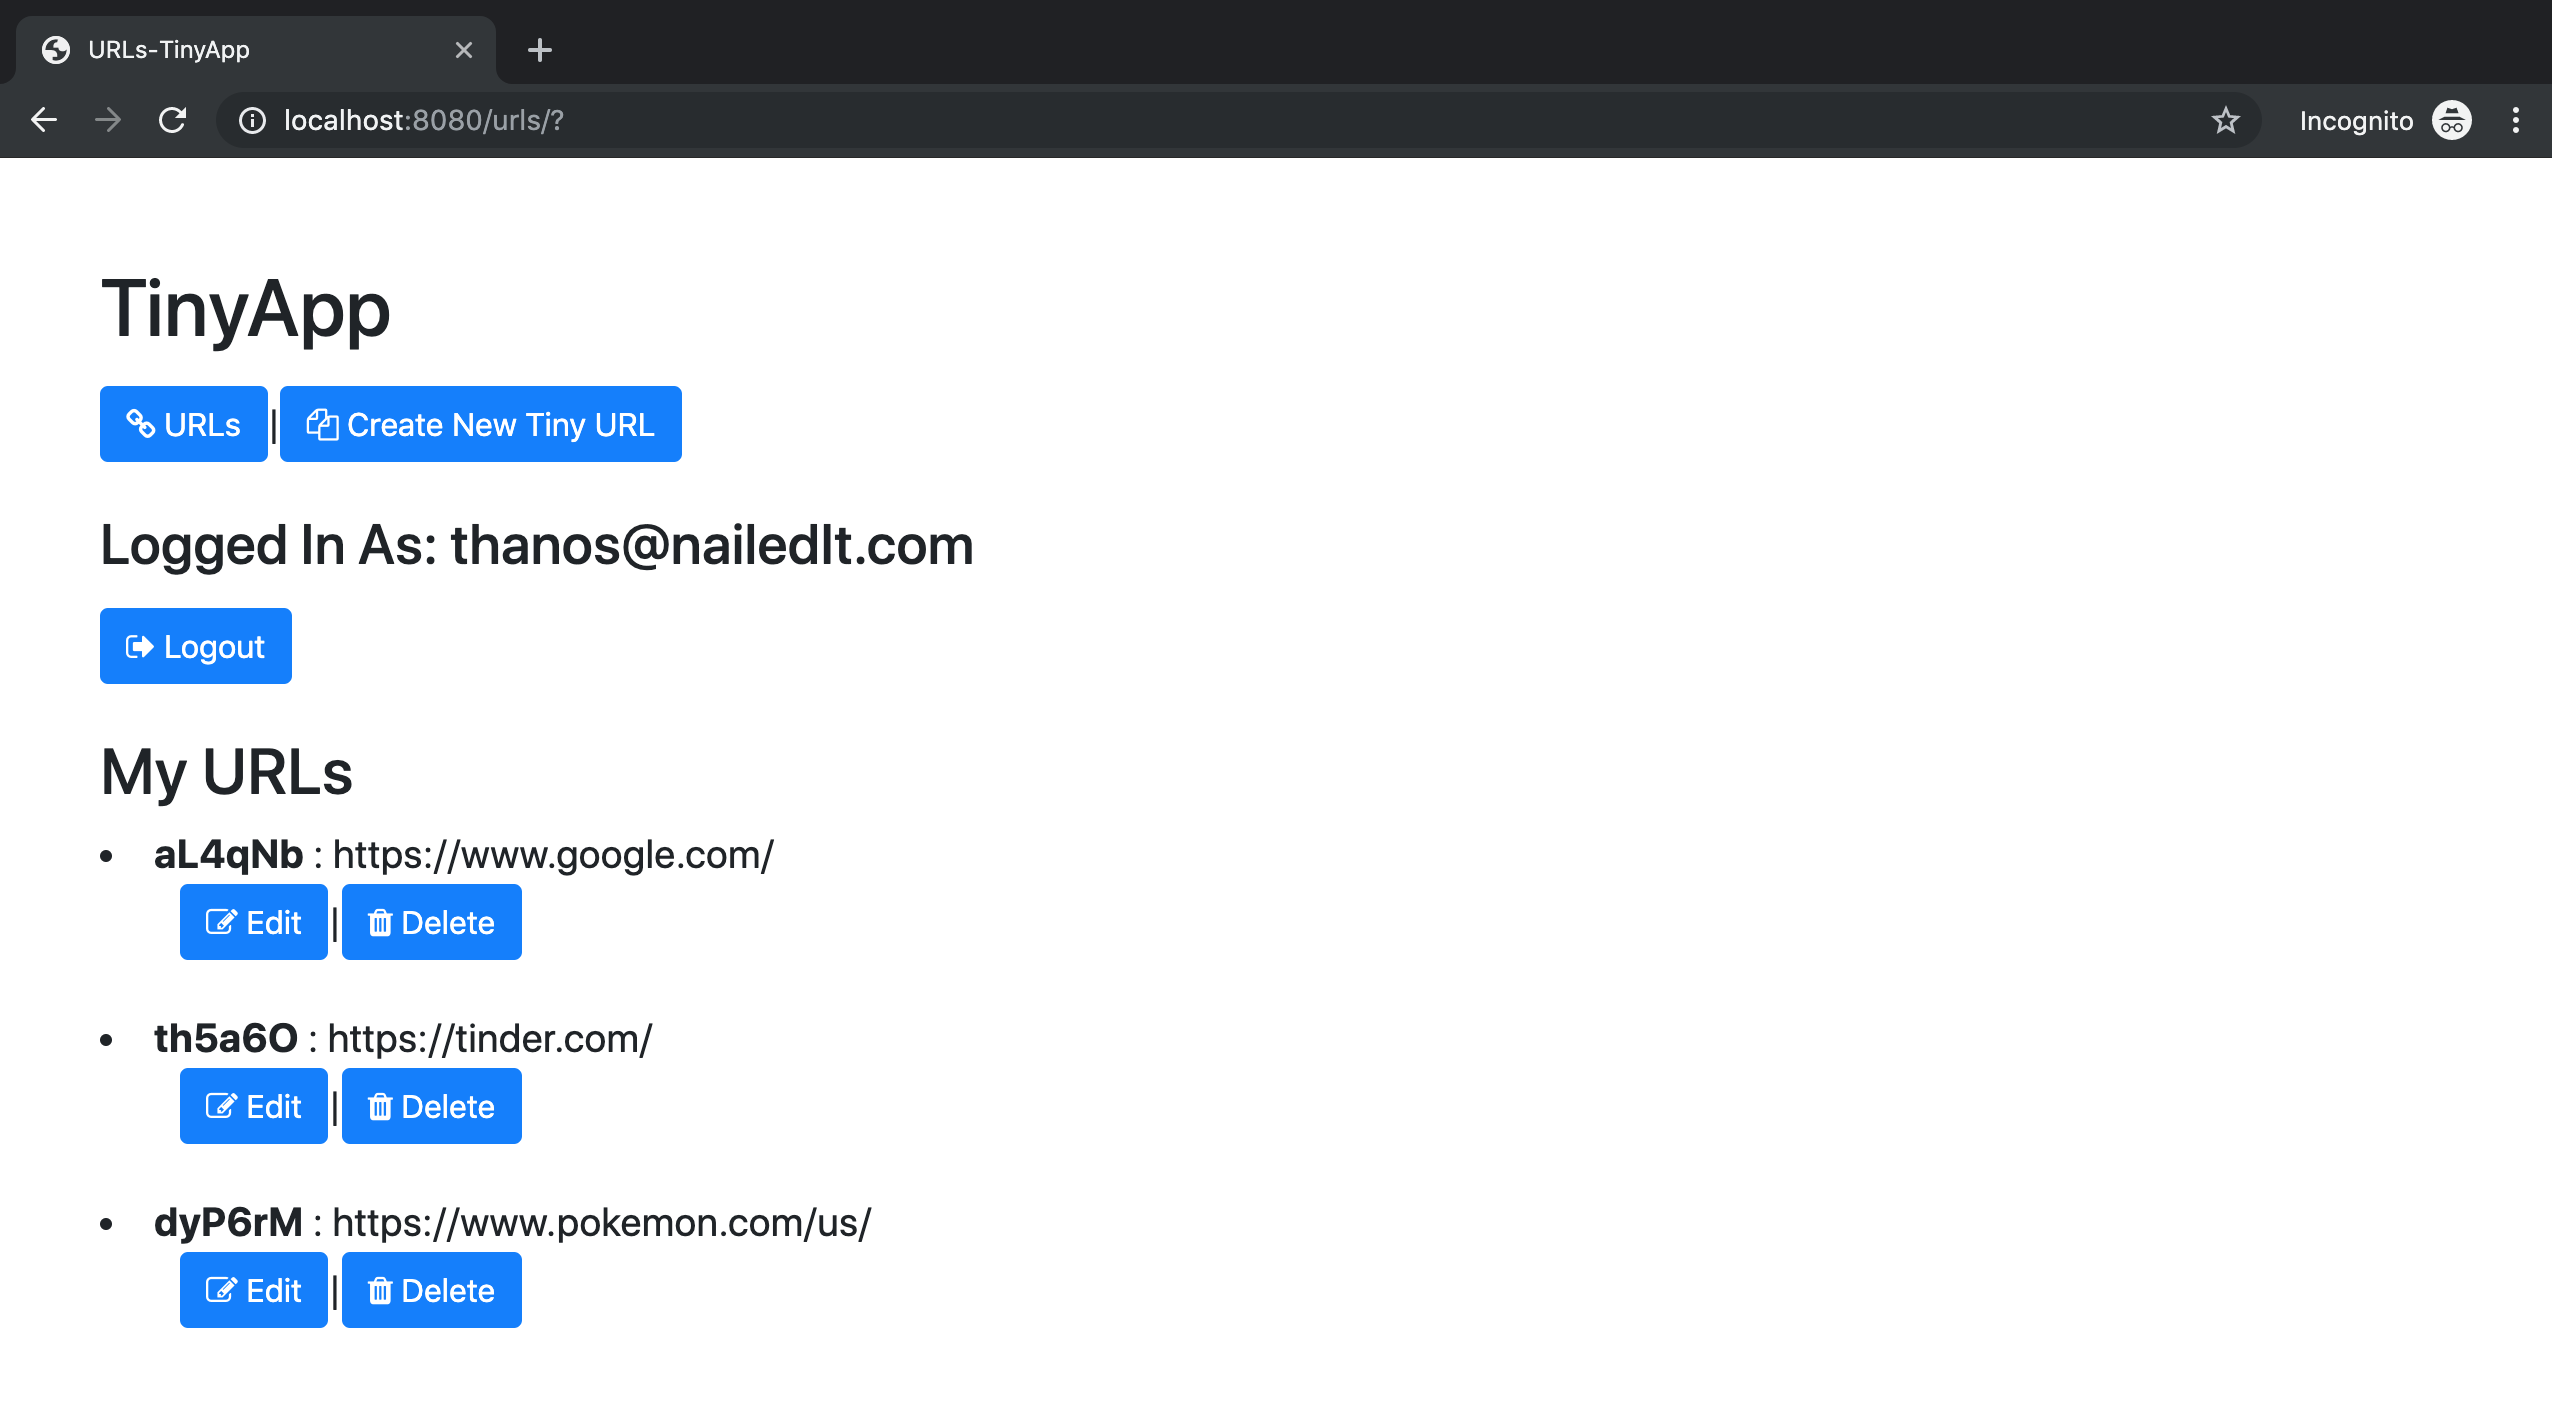 URLs-TinyApp
localhost:8080/urls/?
Incognito
TinyApp
URLs | Create New Tiny URL
Logged In As: thanos@nailedIt.com
Logout
My URLs
• aL4qNb : https://www.google.com/
Edit | Delete
• th5a6O : https://tinder.com/
Edit | Delete
• dyP6rM : https://www.pokemon.com/us/
Edit | Delete